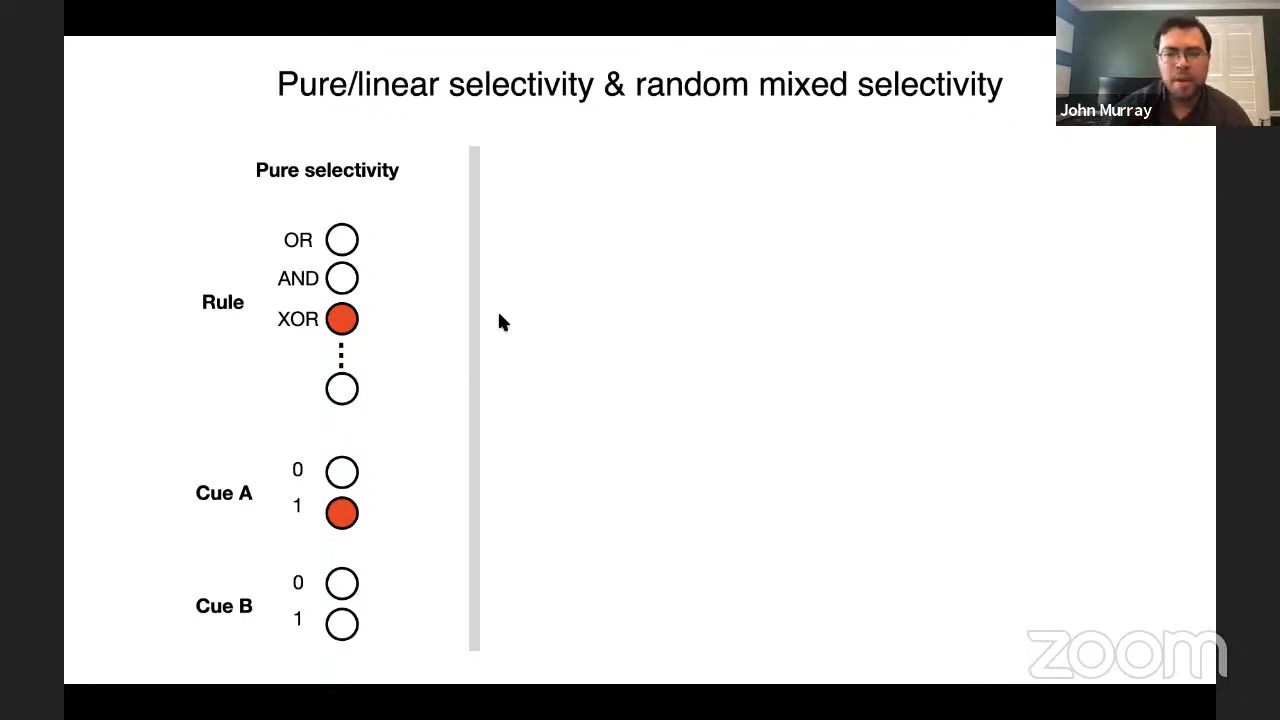 Pure/linear selectivity & random mixed selectivity
John Murray
Pure selectivity
OR
AND
Rule
XOR
0
Cue A
1
0
Cue B
1
zoom